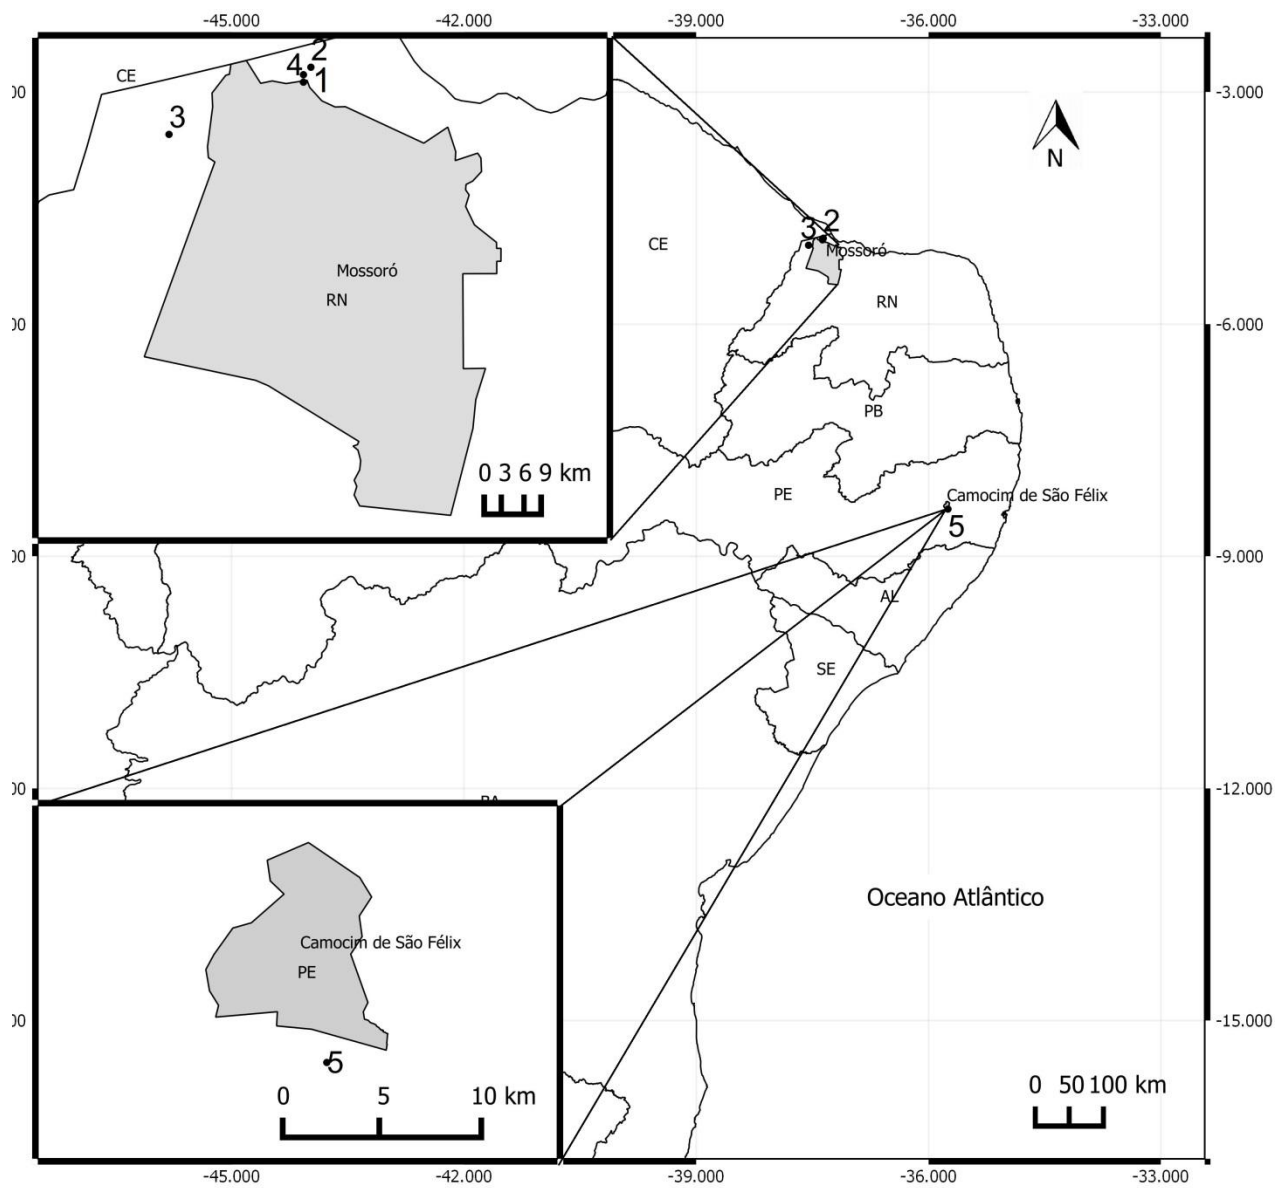 -45.000 -42.000 -39.000 -36.000 -33.000
2
4
1
CE
3
-3.000
N
3 2
Mossoró
CE
Mossoró
RN
RN
-6.000
PB
0 3 6 9 km
PE
Camocim de São Félix
5
-9.000
AL
SE
-12.000
Oceano Atlântico
Camocim de São Félix
PE
-15.000
5
0 5 10 km
0 50 100 km
-45.000 -42.000 -39.000 -36.000 -33.000